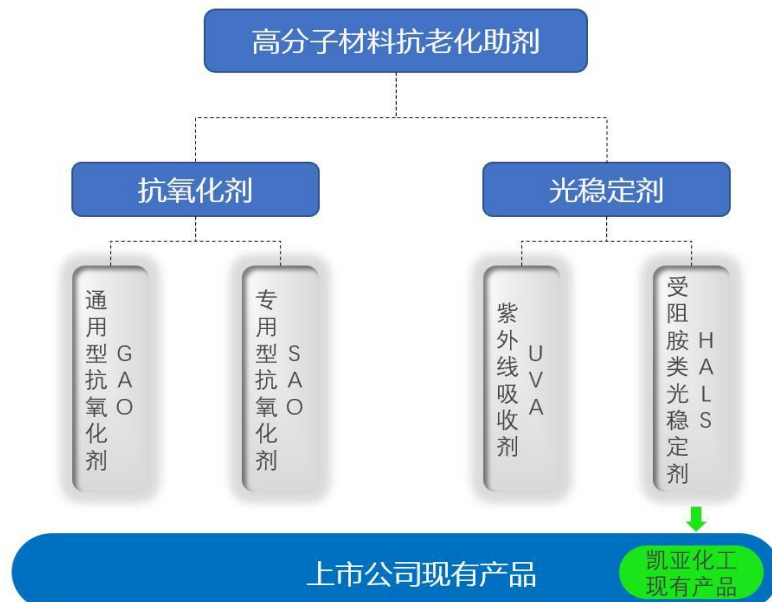 高分子材料抗老化助剂
抗氧化剂
光稳定剂
通用型抗氧化剂
GAO
专用型抗氧化剂
SAO
紫外线吸收剂
UVA
受阻胺类光稳定剂
HALS
上市公司现有产品
凯亚化工
现有产品